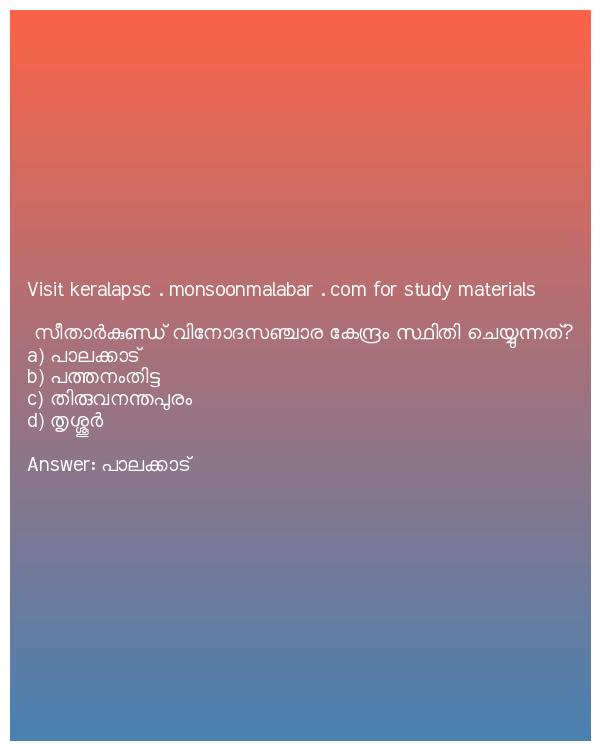 Visit keralapsc . monsoonmalabar . com for study materials
സീതാർകുണ്ഡ് വിനോദസഞ്ചാര കേന്ദ്രം സ്ഥിതി ചെയ്യുന്നത്?
a) പാലക്കാട്
b) പത്തനംതിട്ട
c) തിരുവനന്തപുരം
d) തൃശ്ശൂർ
Answer: പാലക്കാട്